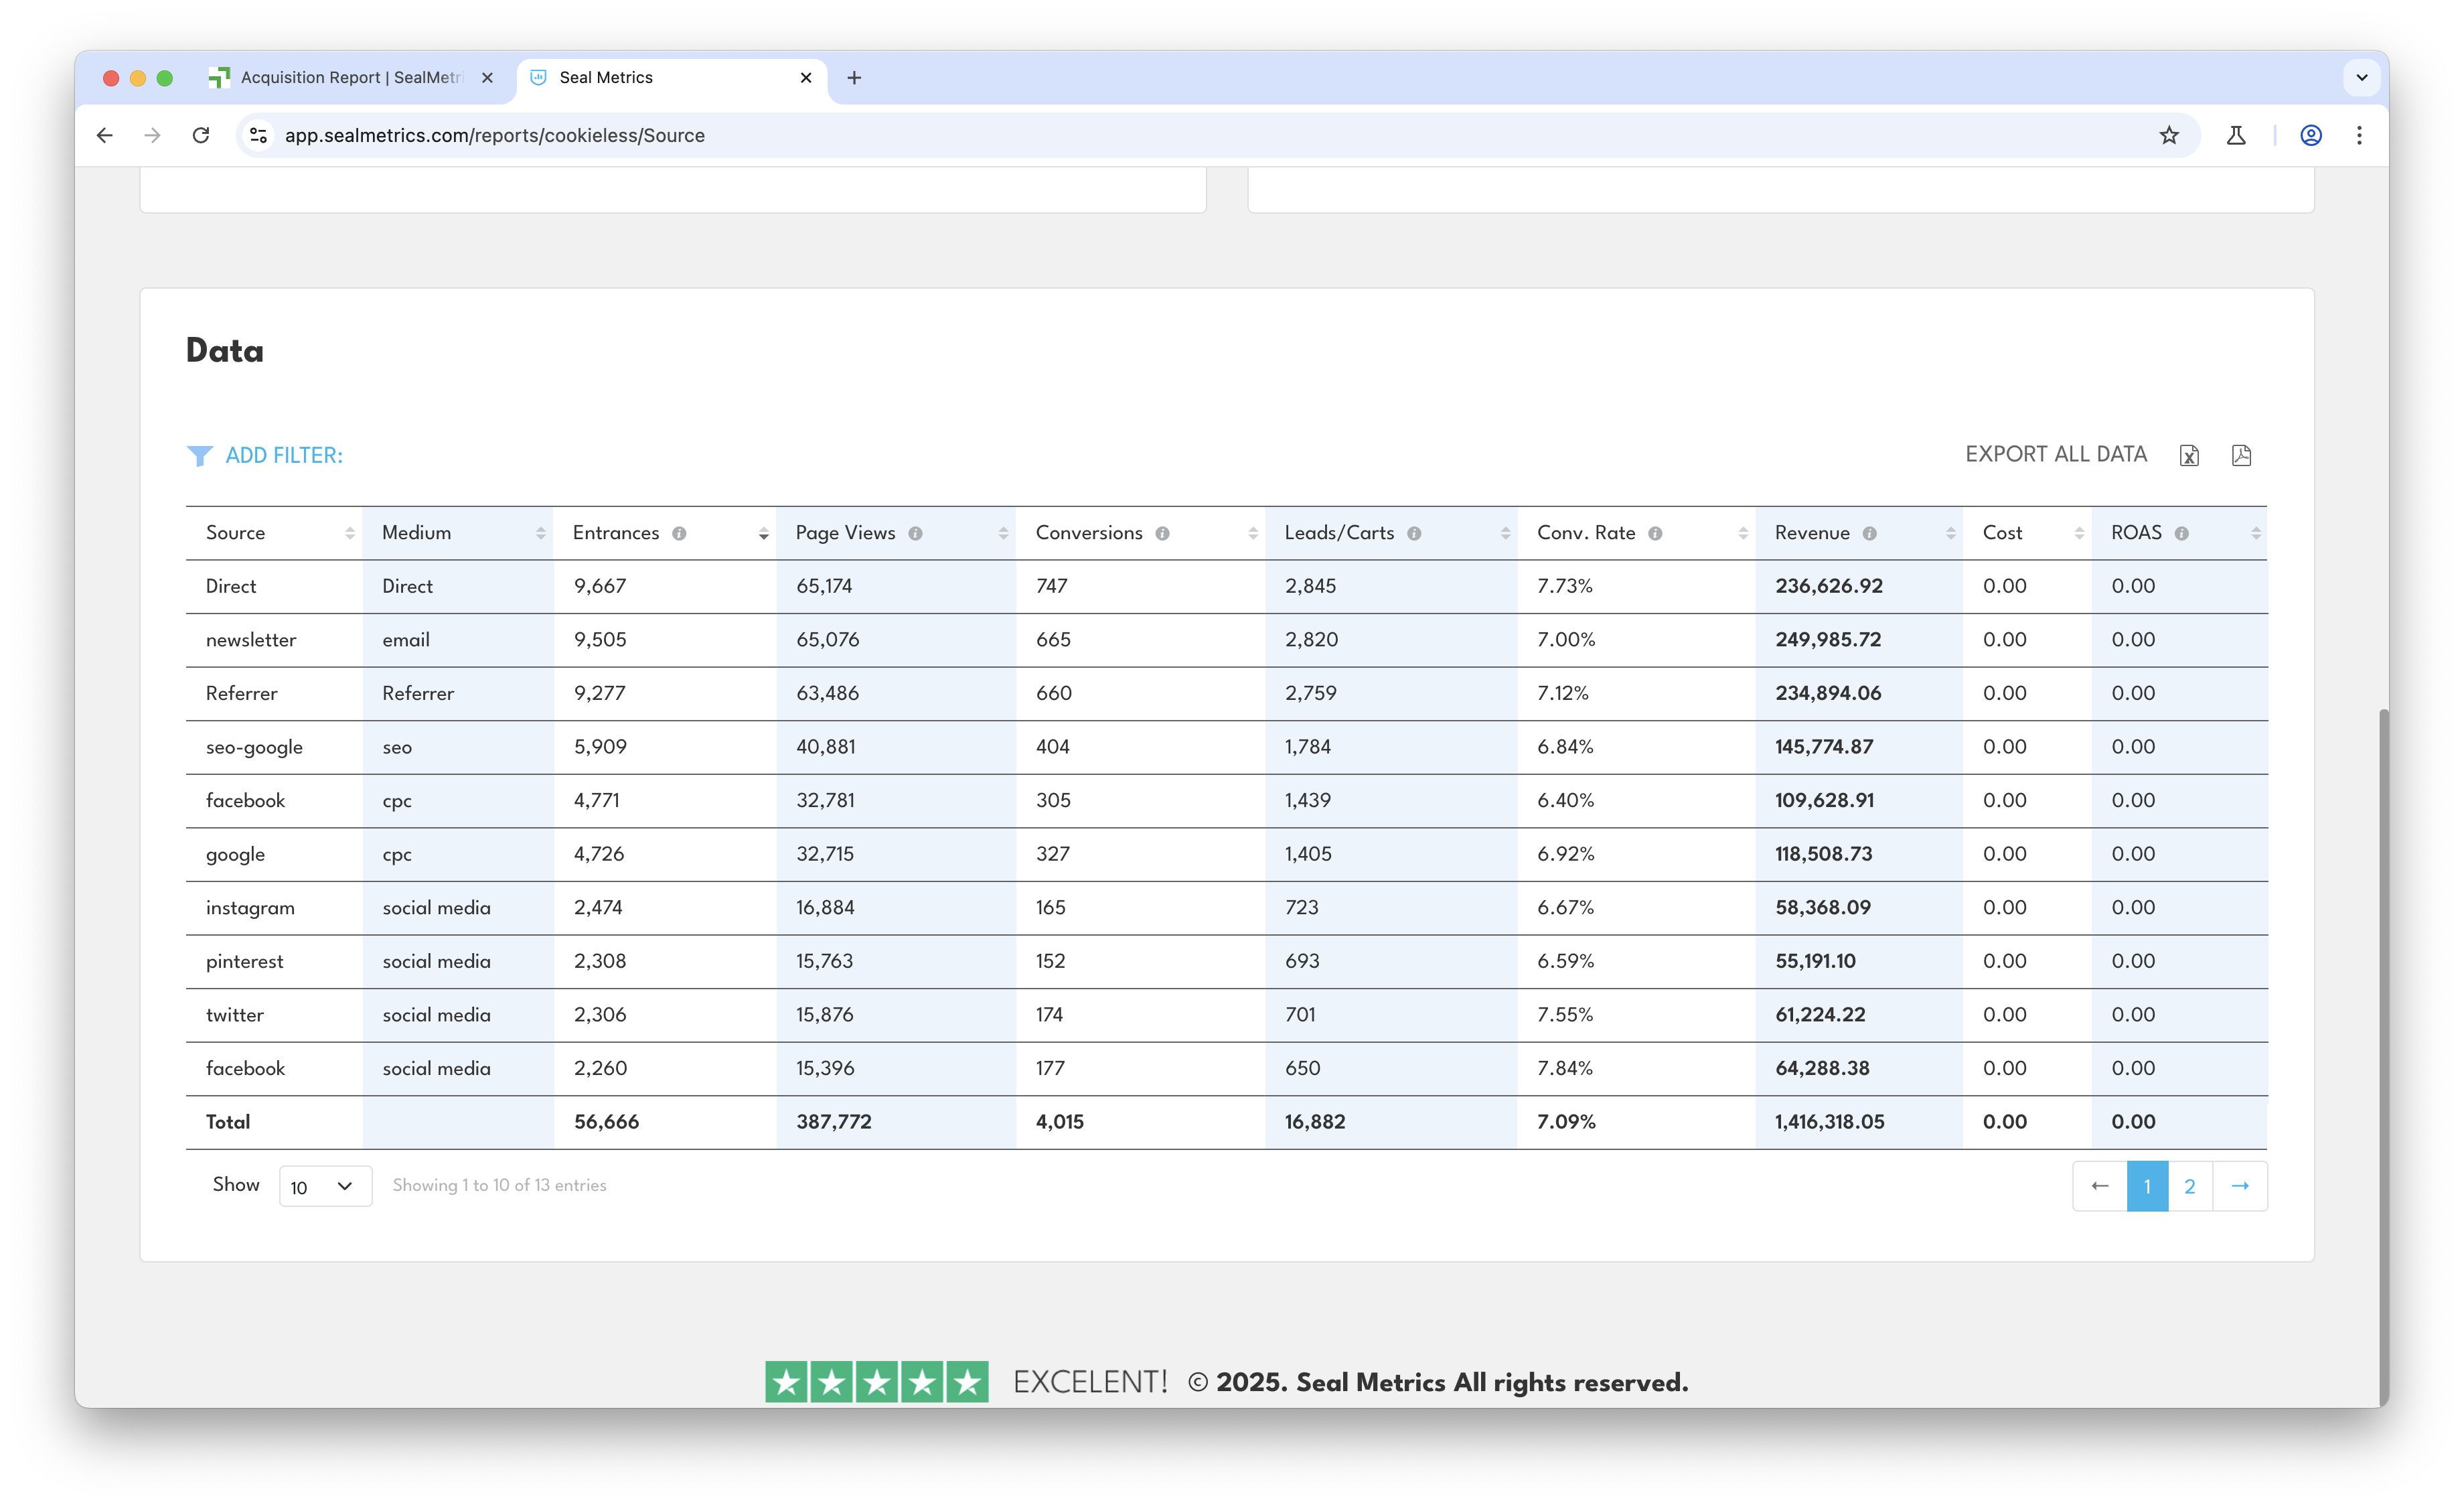 Acquisition Report | SealMetri
Seal Metrics
app.sealmetrics.com/reports/cookieless/Source
Data
ADD FILTER:
EXPORT ALL DATA
Source Medium Entrances Page Views Conversions Leads/Carts Conv. Rate Revenue Cost ROAS
Direct Direct 9,667 65,174 747 2,845 7.73% 236,626.92 0.00 0.00
newsletter email 9,505 65,076 665 2,820 7.00% 249,985.72 0.00 0.00
Referrer Referrer 9,277 63,486 660 2,759 7.12% 234,894.06 0.00 0.00
seo-google seo 5,909 40,881 404 1,784 6.84% 145,774.87 0.00 0.00
facebook cpc 4,771 32,781 305 1,439 6.40% 109,628.91 0.00 0.00
google cpc 4,726 32,715 327 1,405 6.92% 118,508.73 0.00 0.00
instagram social media 2,474 16,884 165 723 6.67% 58,368.09 0.00 0.00
pinterest social media 2,308 15,763 152 693 6.59% 55,191.10 0.00 0.00
twitter social media 2,306 15,876 174 701 7.55% 61,224.22 0.00 0.00
facebook social media 2,260 15,396 177 650 7.84% 64,288.38 0.00 0.00
Total 56,666 387,772 4,015 16,882 7.09% 1,416,318.05 0.00 0.00
Show 10 Showing 1 to 10 of 13 entries
← 1 2 →
EXCELENT! © 2025. Seal Metrics All rights reserved.